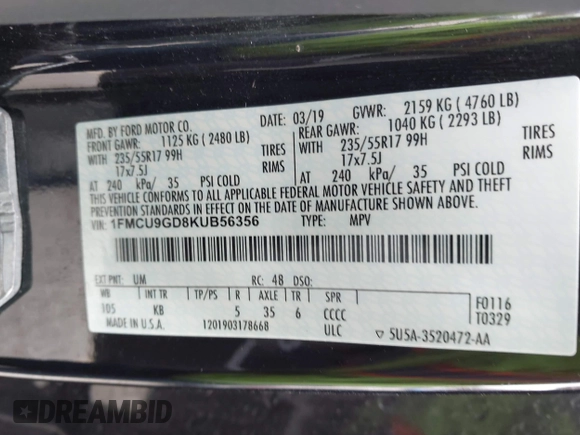 MFD. BY FORD MOTOR CO.
DATE: 03/19 GVWR: 2159 KG ( 4760 LB)
FRONT GAWR: 1125 KG ( 2480 LB)
REAR GAWR: 1040 KG ( 2293 LB)
WITH 235/55R17 99H TIRES
WITH 235/55R17 99H TIRES
17x7.5J RIMS
17x7.5J RIMS
AT 240 kPa/ 35 PSI COLD
AT 240 kPa/ 35 PSI COLD
THIS VEHICLE CONFORMS TO ALL APPLICABLE FEDERAL MOTOR VEHICLE SAFETY AND THEFT
PREVENTION STANDARDS IN EFFECT ON THE DATE OF MANUFACTURE SHOWN ABOVE.
VIN: 1FMCU9GD8KUB56356 TYPE: MPV
EXT PNT: UM RC: 48 DSO:
WB INT TR TP/PS R AXLE TR SPR
105 KB 5 35 6 CCCC
F0116
T0329
MADE IN U.S.A. 1201903178668 ULC 5U5A-3520472-AA
DREAMBID